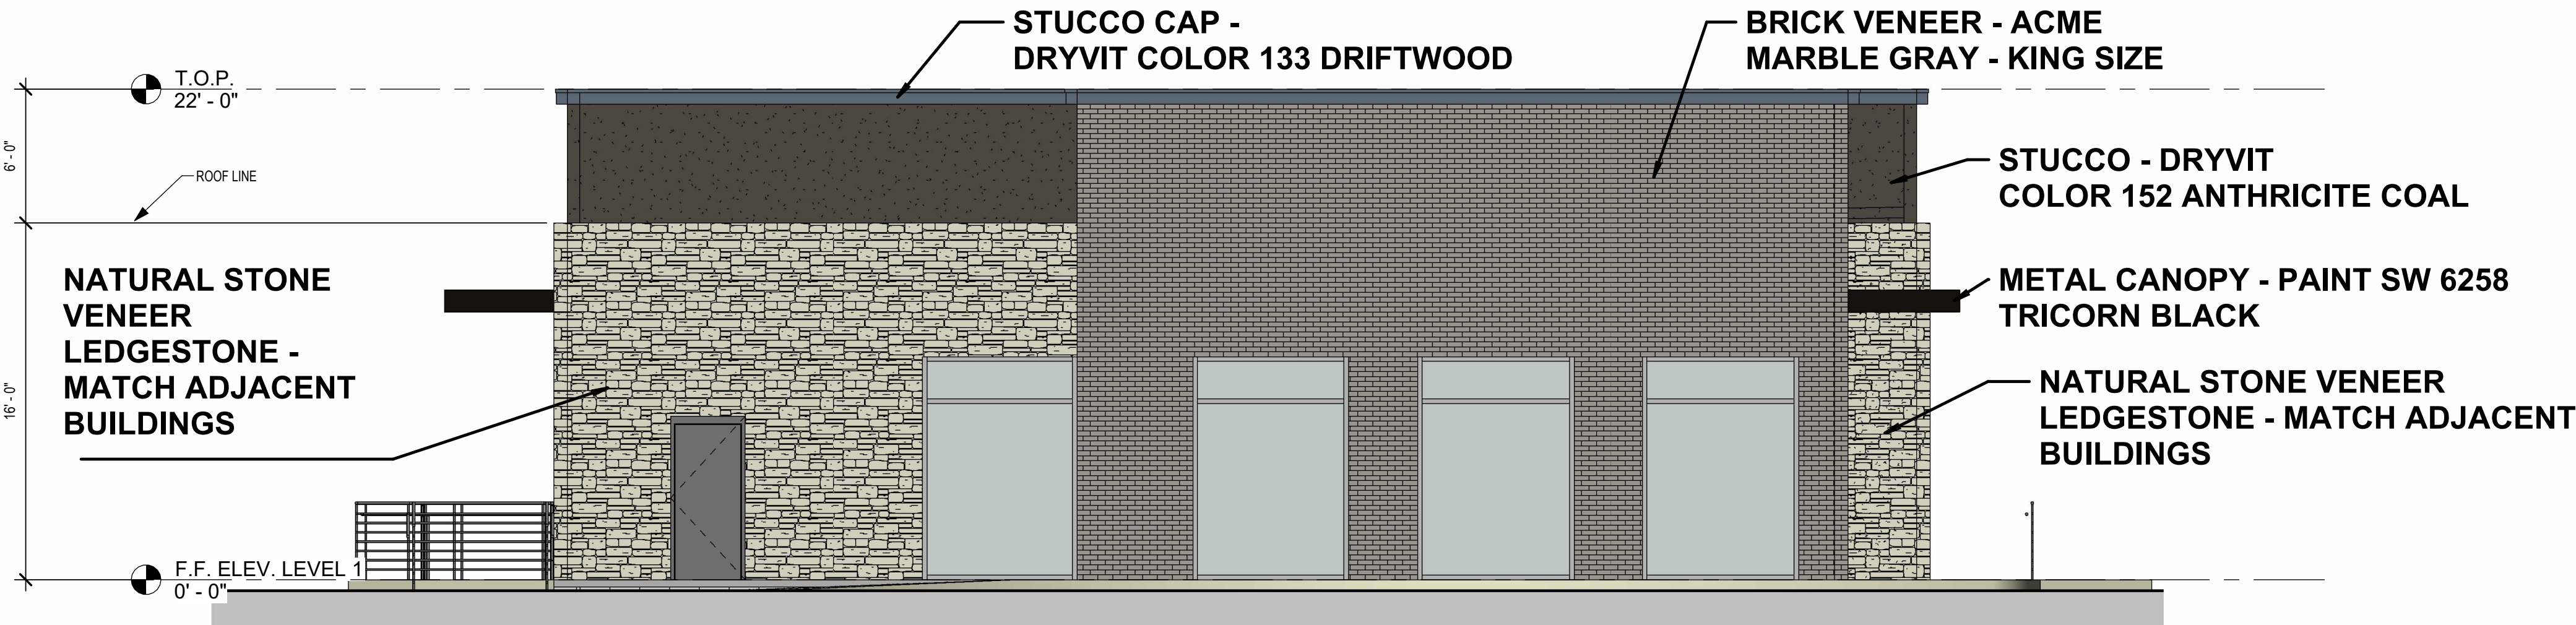 STUCCO CAP -
DRYVIT COLOR 133 DRIFTWOOD
BRICK VENEER - ACME
MARBLE GRAY - KING SIZE
T.O.P.
22' - 0"
6' - 0"
ROOF LINE
STUCCO - DRYVIT
COLOR 152 ANTHRICITE COAL
NATURAL STONE
VENEER
LEDGESTONE -
MATCH ADJACENT
BUILDINGS
METAL CANOPY - PAINT SW 6258
TRICORN BLACK
16' - 0"
NATURAL STONE VENEER
LEDGESTONE - MATCH ADJACENT
BUILDINGS
F.F. ELEV. LEVEL 1
0' - 0"